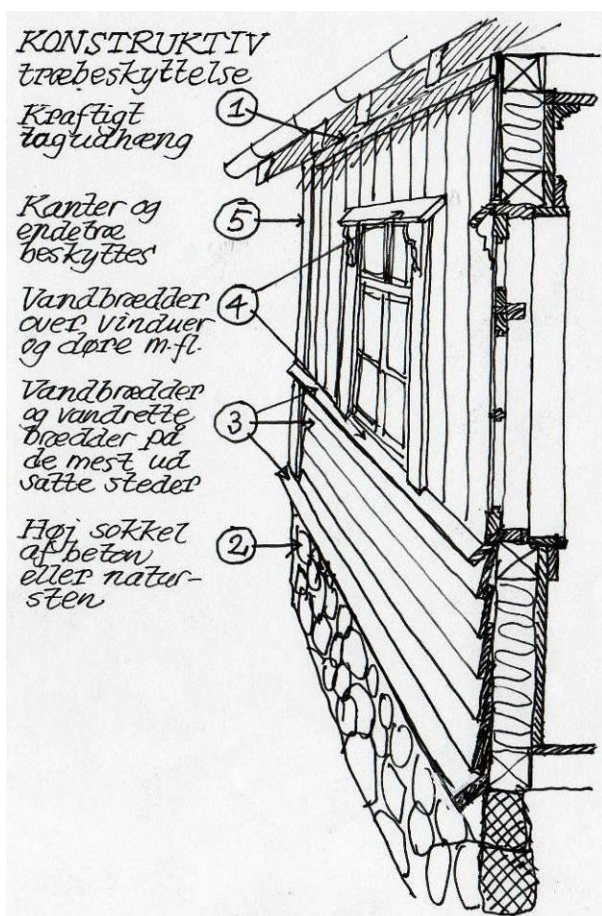 KONSTRUKTIV
træbeskyttelse
Kraftigt
tagudhæng
1
Kanter og
endetræ
beskyttes
5
Vandbrædder
over vinduer
og døre m.fl.
4
Vandbrædder
og vandrette
brædder på
de mest ud
satte steder
3
Høj sokkel
af beton
eller natur-
sten
2